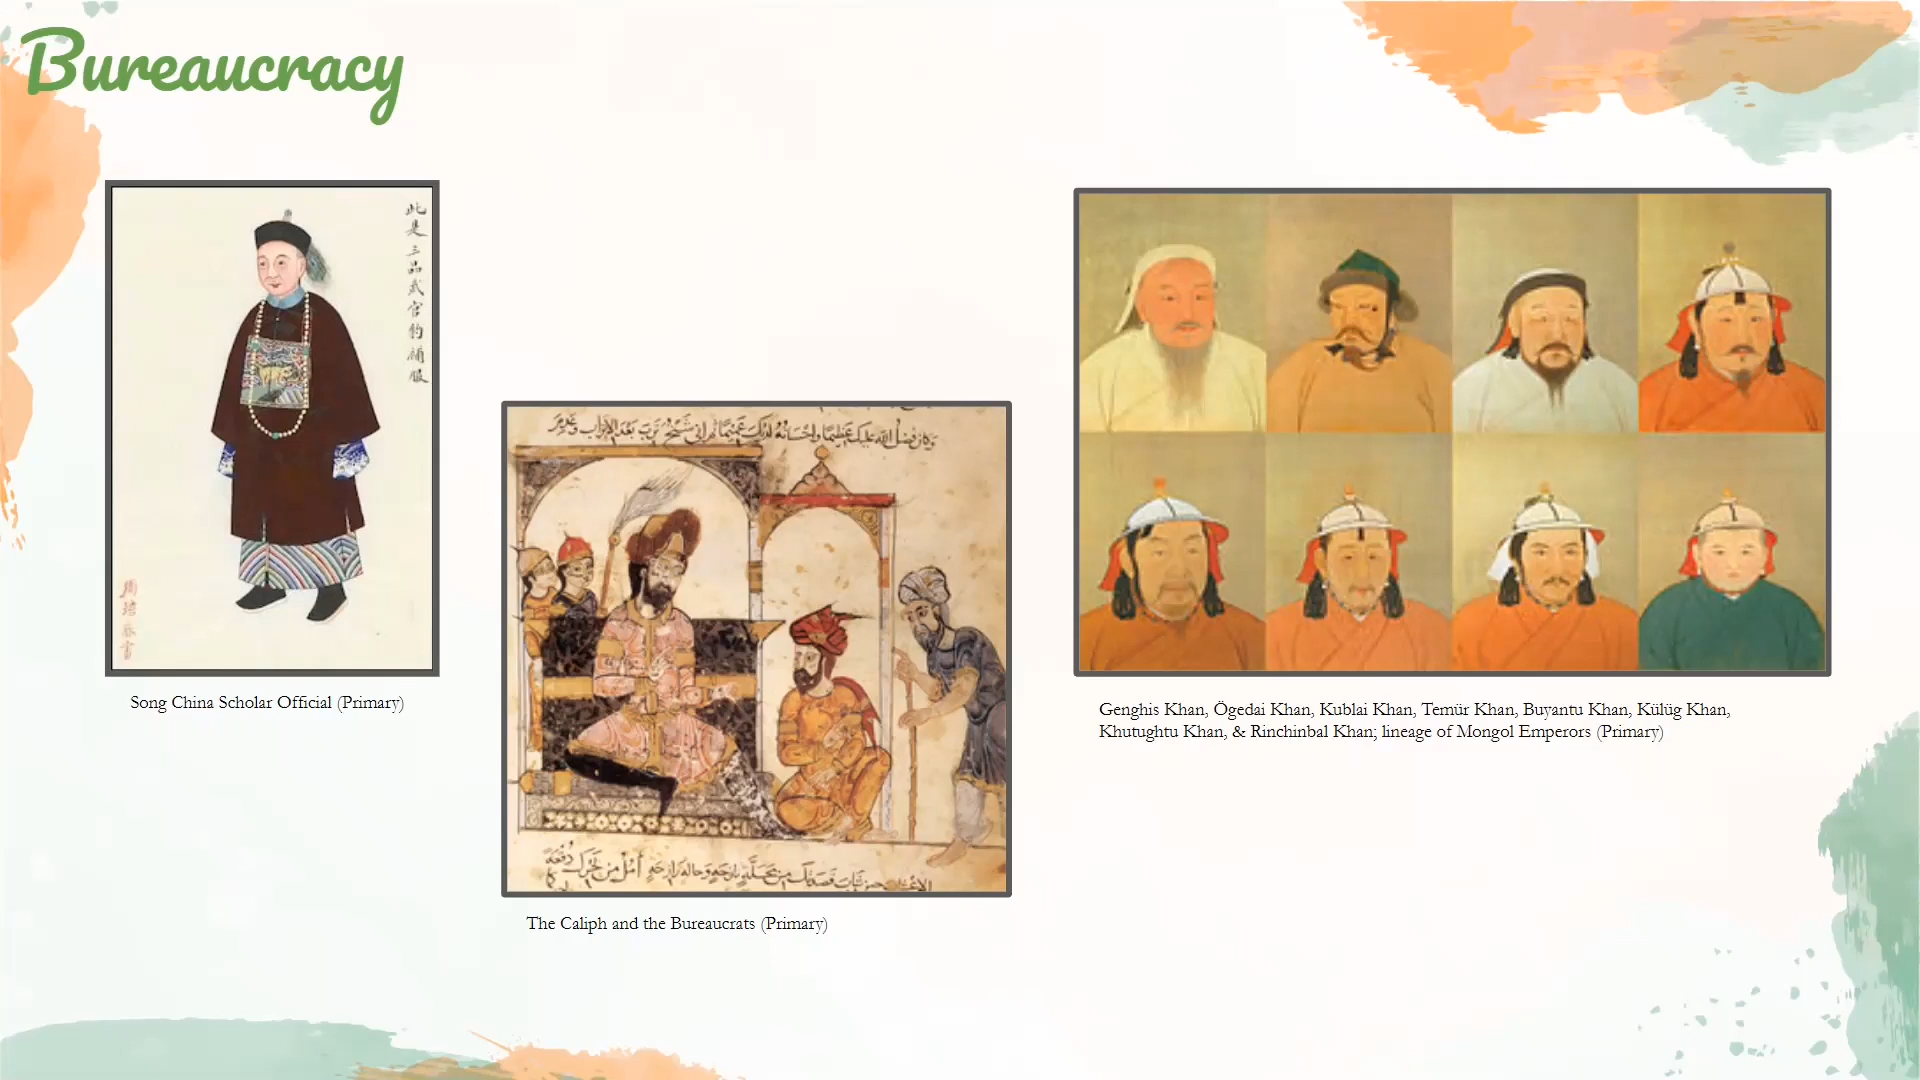 Bureaucracy
此是三品武官豹補服
Song China Scholar Official (Primary)
The Caliph and the Bureaucrats (Primary)
Genghis Khan, Ögedai Khan, Kublai Khan, Temür Khan, Buyantu Khan, Külüg Khan,
Khutughtu Khan, & Rinchinbal Khan; lineage of Mongol Emperors (Primary)